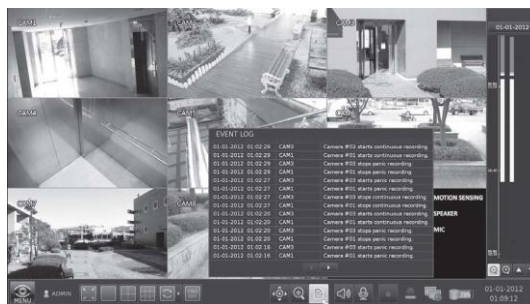 CAM1
CAM3
01-01-2012
CAM4
CAM5
EVENT LOG
01-01-2012 01:02:29 CAM3 Camera #03 starts continuous recording.
01-01-2012 01:02:29 CAM1 Camera #01 starts continuous recording.
01-01-2012 01:02:29 CAM3 Camera #03 stops panic recording.
01-01-2012 01:02:29 CAM1 Camera #01 stops panic recording.
01-01-2012 01:02:27 CAM3 Camera #03 starts panic recording.
01-01-2012 01:02:27 CAM1 Camera #01 starts panic recording.
01-01-2012 01:02:27 CAM3 Camera #03 stops continuous recording.
01-01-2012 01:02:27 CAM1 Camera #01 stops continuous recording.
01-01-2012 01:02:20 CAM3 Camera #03 starts continuous recording.
01-01-2012 01:02:20 CAM1 Camera #01 starts continuous recording.
01-01-2012 01:02:20 CAM3 Camera #03 stops panic recording.
01-01-2012 01:02:20 CAM1 Camera #01 stops panic recording.
01-01-2012 01:02:16 CAM3 Camera #03 starts panic recording.
01-01-2012 01:02:16 CAM1 Camera #01 starts panic recording.
CAM7
CAM8
MOTION SENSING
SPEAKER
MIC
MENU
ADMIN
01-01-2012
01:09:12